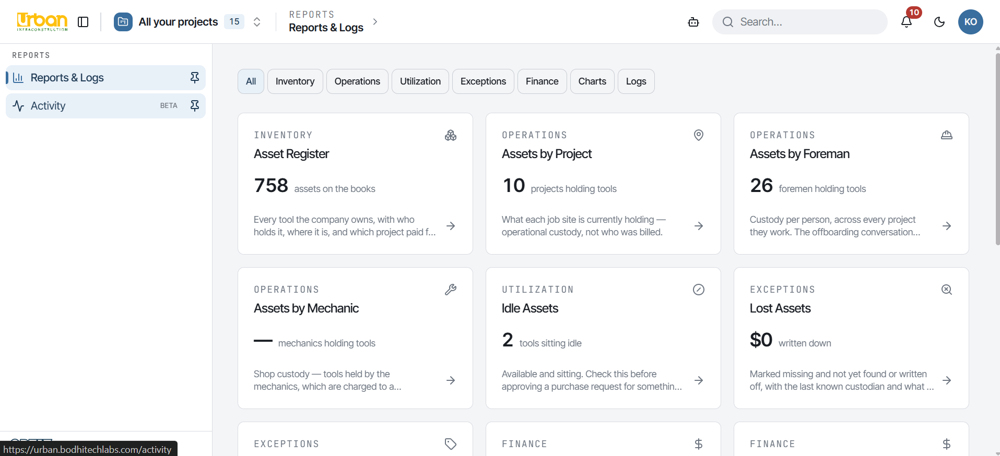 Urban
INFRACONSTRUCTION
All your projects 15
REPORTS
Reports & Logs
Search...
10
KO
REPORTS
Reports & Logs
Activity BETA
All Inventory Operations Utilization Exceptions Finance Charts Logs
INVENTORY
Asset Register
758 assets on the books
Every tool the company owns, with who
holds it, where it is, and which project paid f...
OPERATIONS
Assets by Project
10 projects holding tools
What each job site is currently holding —
operational custody, not who was billed.
OPERATIONS
Assets by Foreman
26 foremen holding tools
Custody per person, across every project
they work. The offboarding conversation...
OPERATIONS
Assets by Mechanic
— mechanics holding tools
Shop custody — tools held by the
mechanics, which are charged to a...
UTILIZATION
Idle Assets
2 tools sitting idle
Available and sitting. Check this before
approving a purchase request for somethin...
EXCEPTIONS
Lost Assets
$0 written down
Marked missing and not yet found or written
off, with the last known custodian and what ...
EXCEPTIONS
FINANCE
FINANCE
https://urban.bodhitechlabs.com/activity